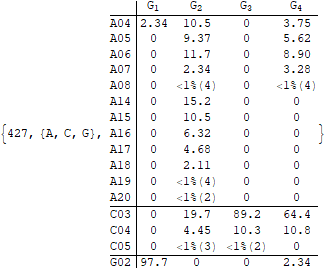 G1 G2 G3 G4
A04 2.34 10.5 0 3.75
A05 0 9.37 0 5.62
A06 0 11.7 0 8.90
A07 0 2.34 0 3.28
A08 0 <1%(4) 0 <1%(4)
A14 0 15.2 0 0
A15 0 10.5 0 0
{427, {A, C, G}, A16 0 6.32 0 0 }
A17 0 4.68 0 0
A18 0 2.11 0 0
A19 0 <1%(4) 0 0
A20 0 <1%(2) 0 0
C03 0 19.7 89.2 64.4
C04 0 4.45 10.3 10.8
C05 0 <1%(3) <1%(2) 0
G02 97.7 0 0 2.34